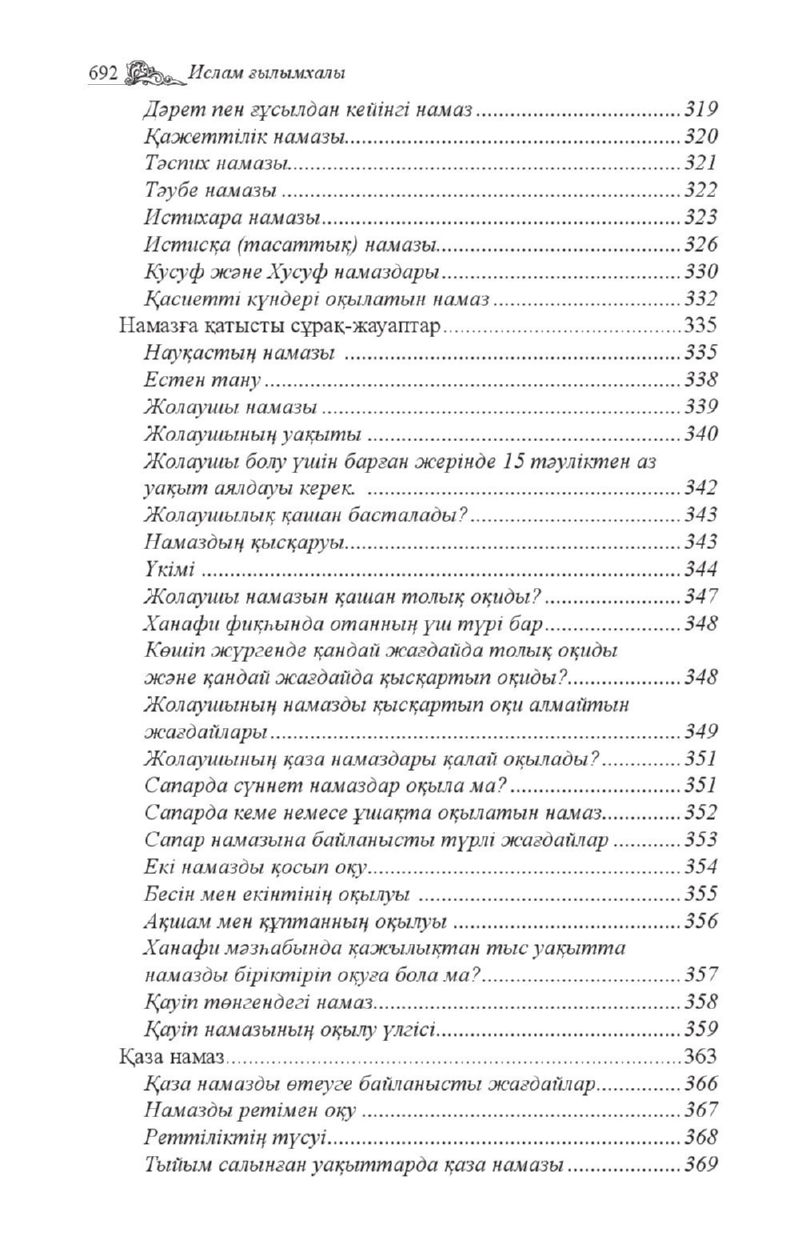 692 Ислам ғылымхалы
Дәрет пен ғұсылдан кейінгі намаз....................................319
Қажеттілік намазы...........................................................320
Тәспих намазы.....................................................................321
Тәубе намазы ......................................................................322
Истихара намазы...............................................................323
Истисқа (тасаттық) намазы...........................................326
Кусуф және Хусуф намаздары..........................................330
Қасиетті күндері оқылатын намаз.................................332
Намазға қатысты сұрақ-жауаптар..........................................335
Науқастың намазы ...........................................................335
Естен тану.........................................................................338
Жолаушы намазы ...............................................................339
Жолаушының уақыты .......................................................340
Жолаушы болу үшін барған жерінде 15 тәуліктен аз
уақыт аялдауы керек. .......................................................342
Жолаушылық қашан басталады?.....................................343
Намаздың қысқаруы...........................................................343
Үкімі ....................................................................................344
Жолаушы намазын қашан толық оқиды?........................347
Ханафи фиқһында отанның үш түрі бар........................348
Көшіп жүргенде қандай жағдайда толық оқиды
және қандай жағдайда қысқартып оқиды?....................348
Жолаушының намазды қысқартып оқи алмайтын
жағдайлары........................................................................349
Жолаушының қаза намаздары қалай оқылады?..............351
Сапарда сүннет намаздар оқыла ма?..............................351
Сапарда кеме немесе ұшақта оқылатын намаз..............352
Сапар намазына байланысты түрлі жағдайлар ............353
Екі намазды қосып оқу.......................................................354
Бесін мен екінтінің оқылуы ..............................................355
Ақшам мен құптанның оқылуы ........................................356
Ханафи мәзһабында қажылықтан тыс уақытта
намазды біріктіріп оқуға бола ма?...................................357
Қауіп төнгендегі намаз......................................................358
Қауіп намазының оқылу үлгісі...........................................359
Қаза намаз................................................................................363
Қаза намазды өтеуге байланысты жағдайлар...............366
Намазды ретімен оқу ........................................................367
Реттіліктің түсуі..............................................................368
Тыйым салынған уақыттарда қаза намазы....................369